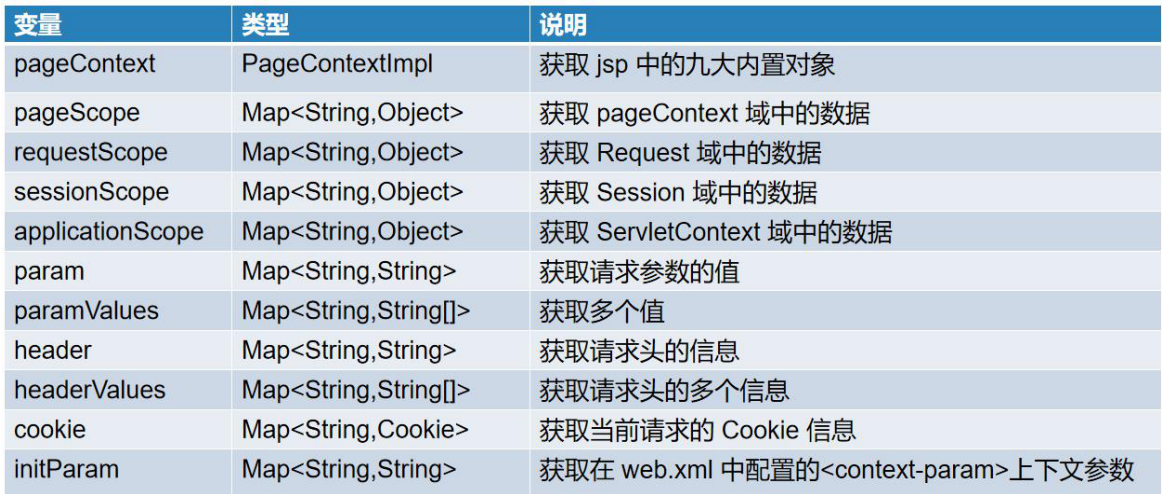 变量 类型 说明
pageContext PageContextImpl 获取 jsp 中的九大内置对象
pageScope Map<String,Object> 获取 pageContext 域中的数据
requestScope Map<String,Object> 获取 Request 域中的数据
sessionScope Map<String,Object> 获取 Session 域中的数据
applicationScope Map<String,Object> 获取 ServletContext 域中的数据
param Map<String,String> 获取请求参数的值
paramValues Map<String,String[]> 获取多个值
header Map<String,String> 获取请求头的信息
headerValues Map<String,String[]> 获取请求头的多个信息
cookie Map<String,Cookie> 获取当前请求的 Cookie 信息
initParam Map<String,String> 获取在 web.xml 中配置的<context-param>上下文参数